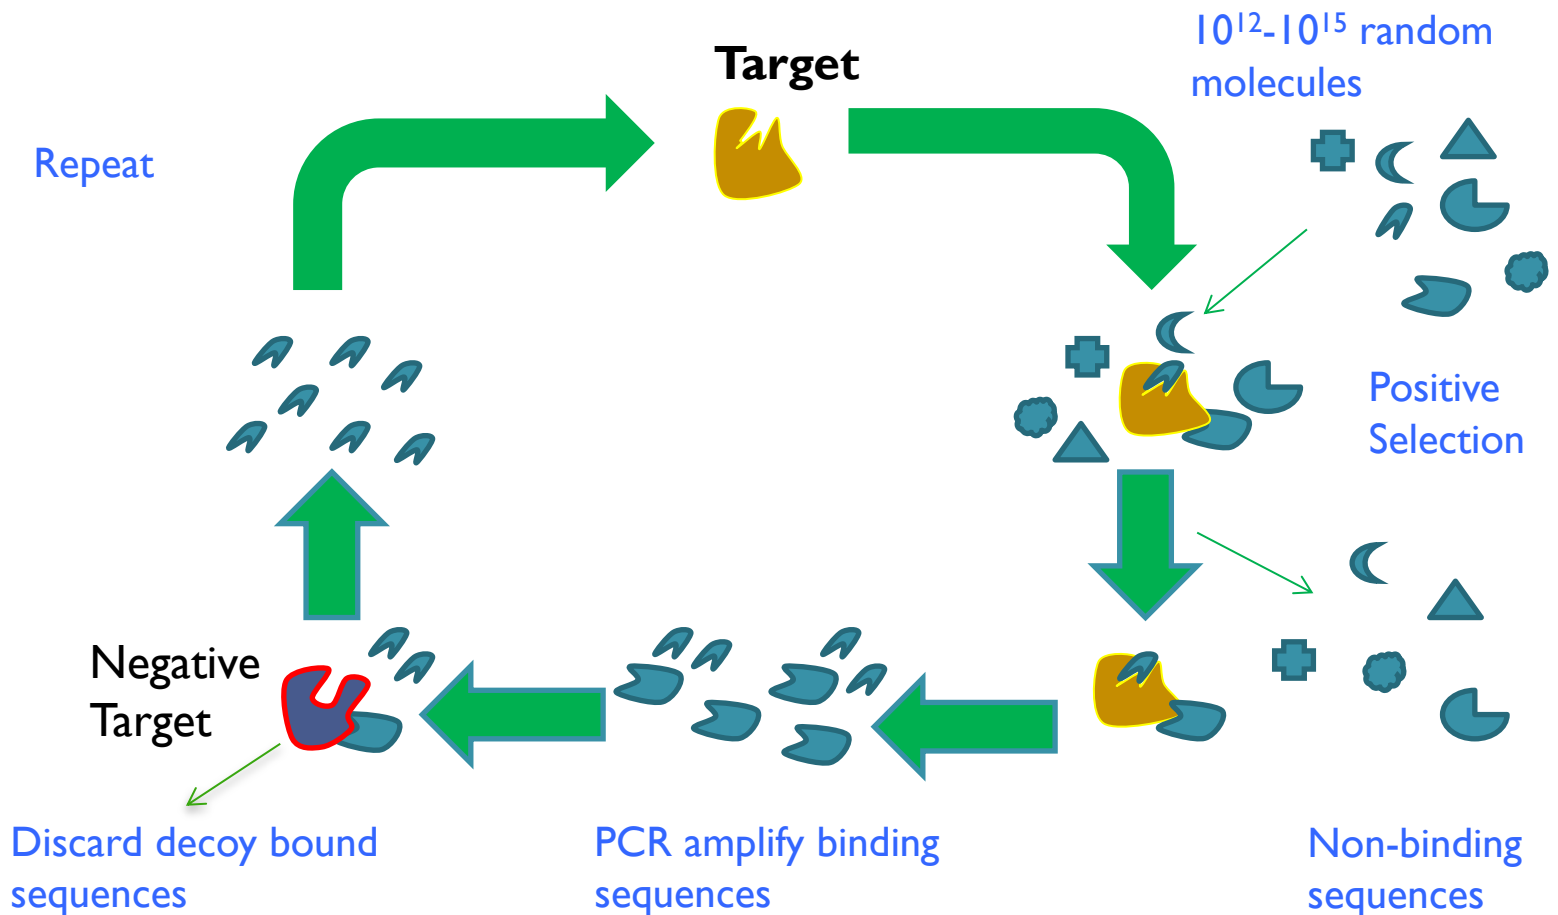 Target
10¹²-10¹⁵ random
molecules
Repeat
Positive
Selection
Negative
Target
Discard decoy bound
sequences
PCR amplify binding
sequences
Non-binding
sequences